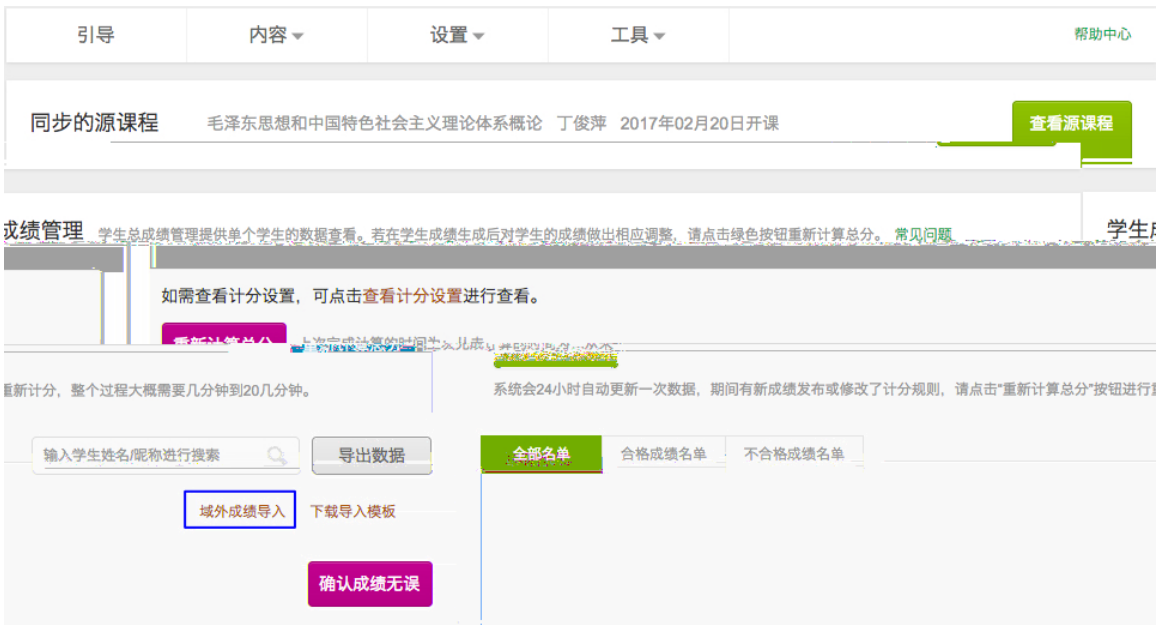 引导 内容 设置 工具 帮助中心
同步的源课程 毛泽东思想和中国特色社会主义理论体系概论 丁俊萍 2017年02月20日开课 查看源课程
成绩管理 学生总成绩管理提供单个学生的数据查看。若在学生成绩生成后对学生的成绩做出相应调整，请点击绿色按钮重新计算总分。 常见问题 学生
如需查看计分设置，可点击查看计分设置进行查看。
重新计算总分
重新计分，整个过程大概需要几分钟到20几分钟。 系统会24小时自动更新一次数据，期间有新成绩发布或修改了计分规则，请点击“重新计算总分”按钮进行
输入学生姓名/昵称进行搜索 导出数据 全部名单 合格成绩名单 不合格成绩名单
域外成绩导入 下载导入模板
确认成绩无误